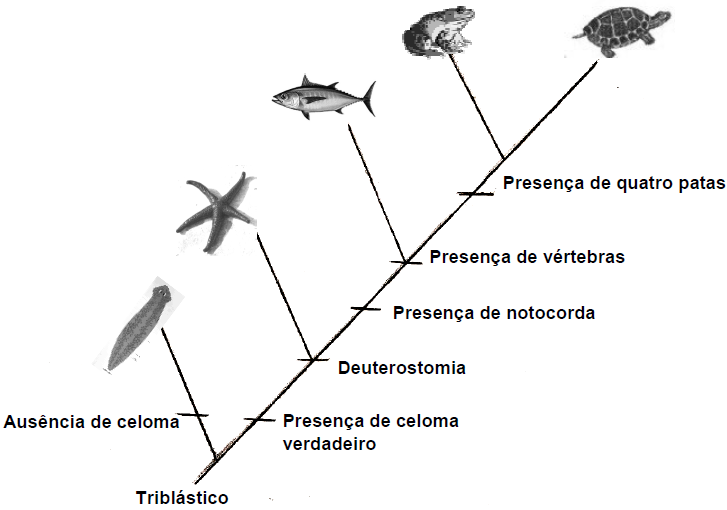 Presença de quatro patas
Presença de vértebras
Presença de notocorda
Deuterostomia
Ausência de celoma
Presença de celoma
verdadeiro
Triblástico